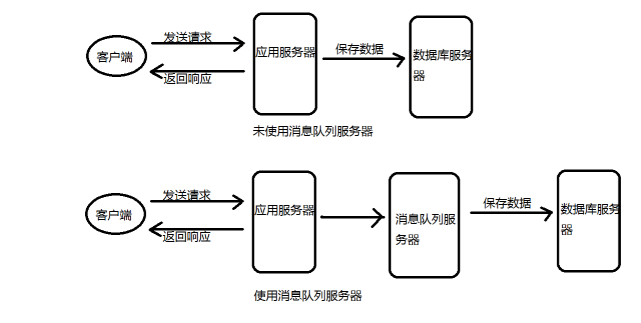 发送请求
客户端
应用服务器
保存数据
数据库服务
器
返回响应
未使用消息队列服务器
发送请求
客户端
应用服务器
消息队列服
务器
保存数据
数据库服务
器
返回响应
使用消息队列服务器